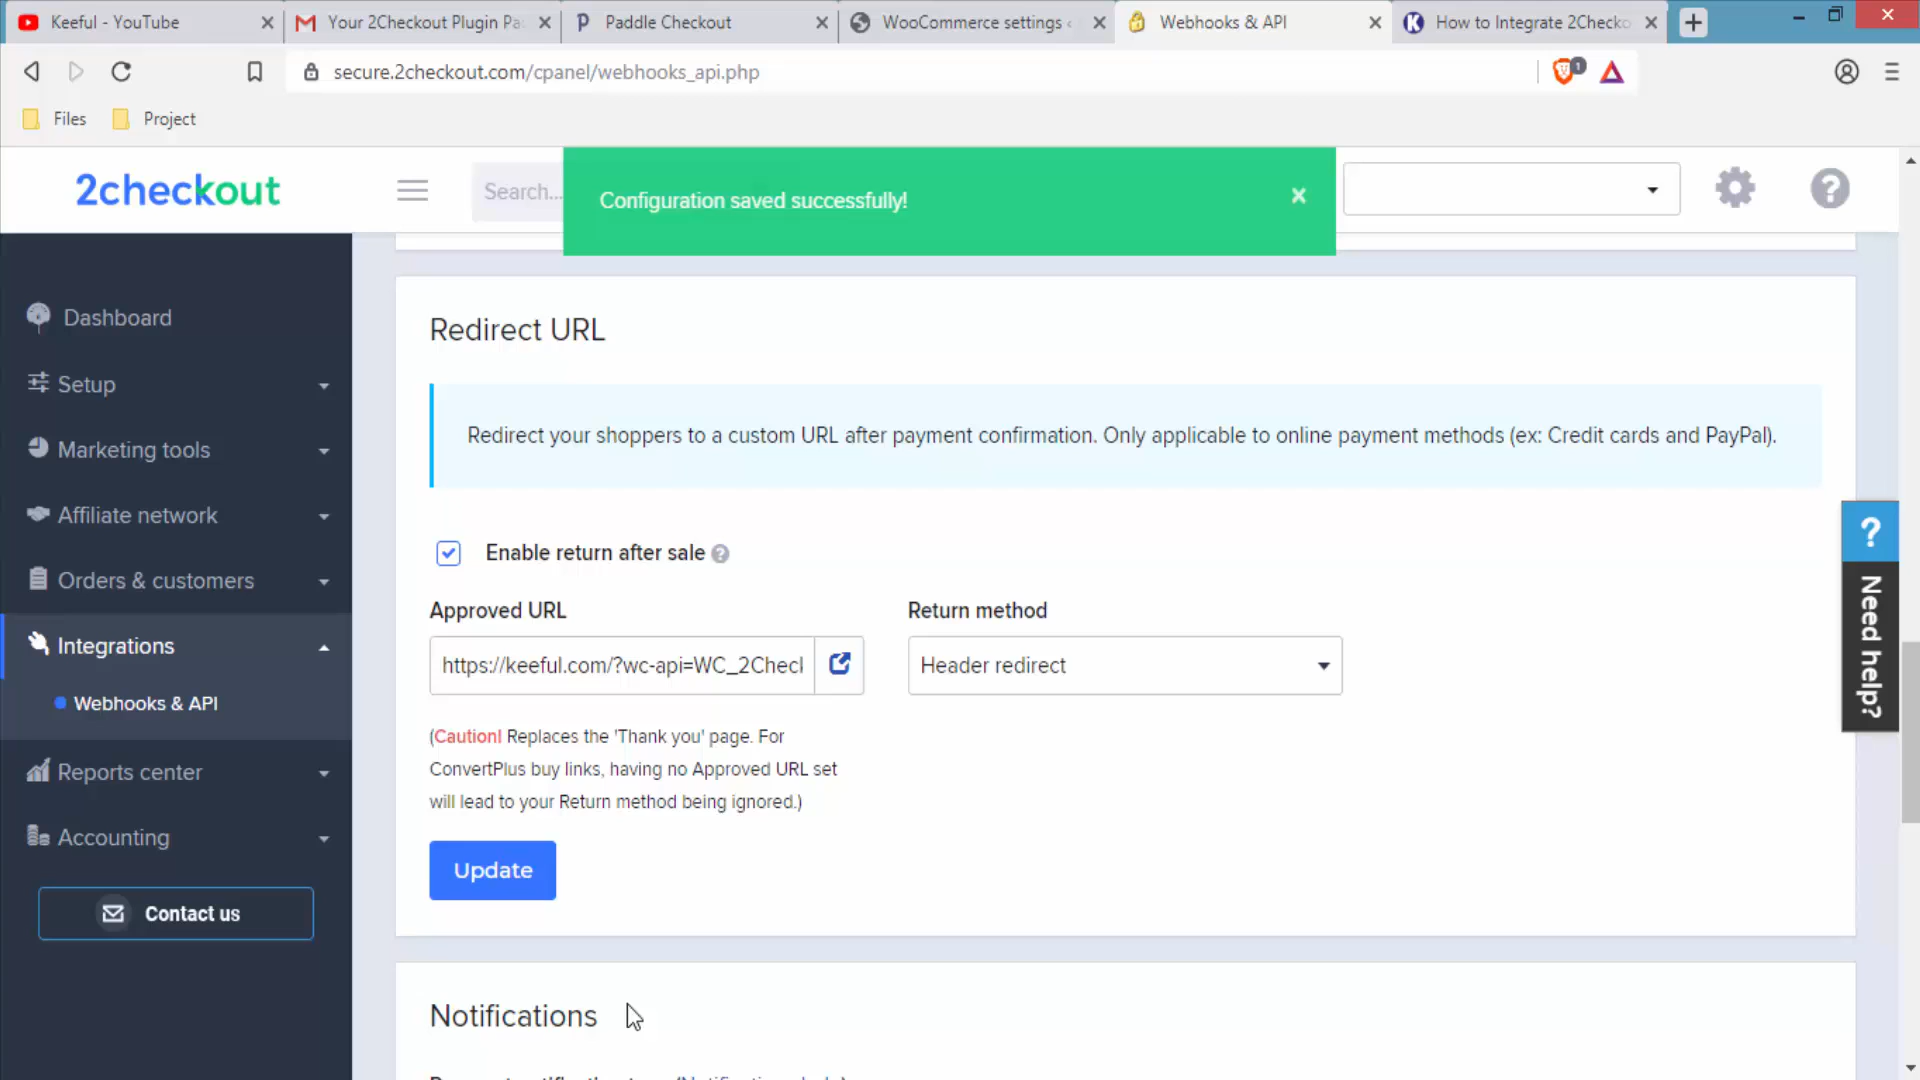 Keeful - YouTube
Your 2Checkout Plugin Pa
Paddle Checkout
WooCommerce settings
Webhooks & API
How to Integrate 2Checko
secure.2checkout.com/cpanel/webhooks_api.php
1
Files
Project
2checkout
Search...
Configuration saved successfully!
Dashboard
Setup
Marketing tools
Affiliate network
Orders & customers
Integrations
Webhooks & API
Reports center
Accounting
Contact us
Redirect URL
Redirect your shoppers to a custom URL after payment confirmation. Only applicable to online payment methods (ex: Credit cards and PayPal).
Enable return after sale
Approved URL
Return method
https://keeful.com/?wc-api=WC_2Check
Header redirect
(Caution! Replaces the 'Thank you' page. For
ConvertPlus buy links, having no Approved URL set
will lead to your Return method being ignored.)
Update
Notifications
? Need help?